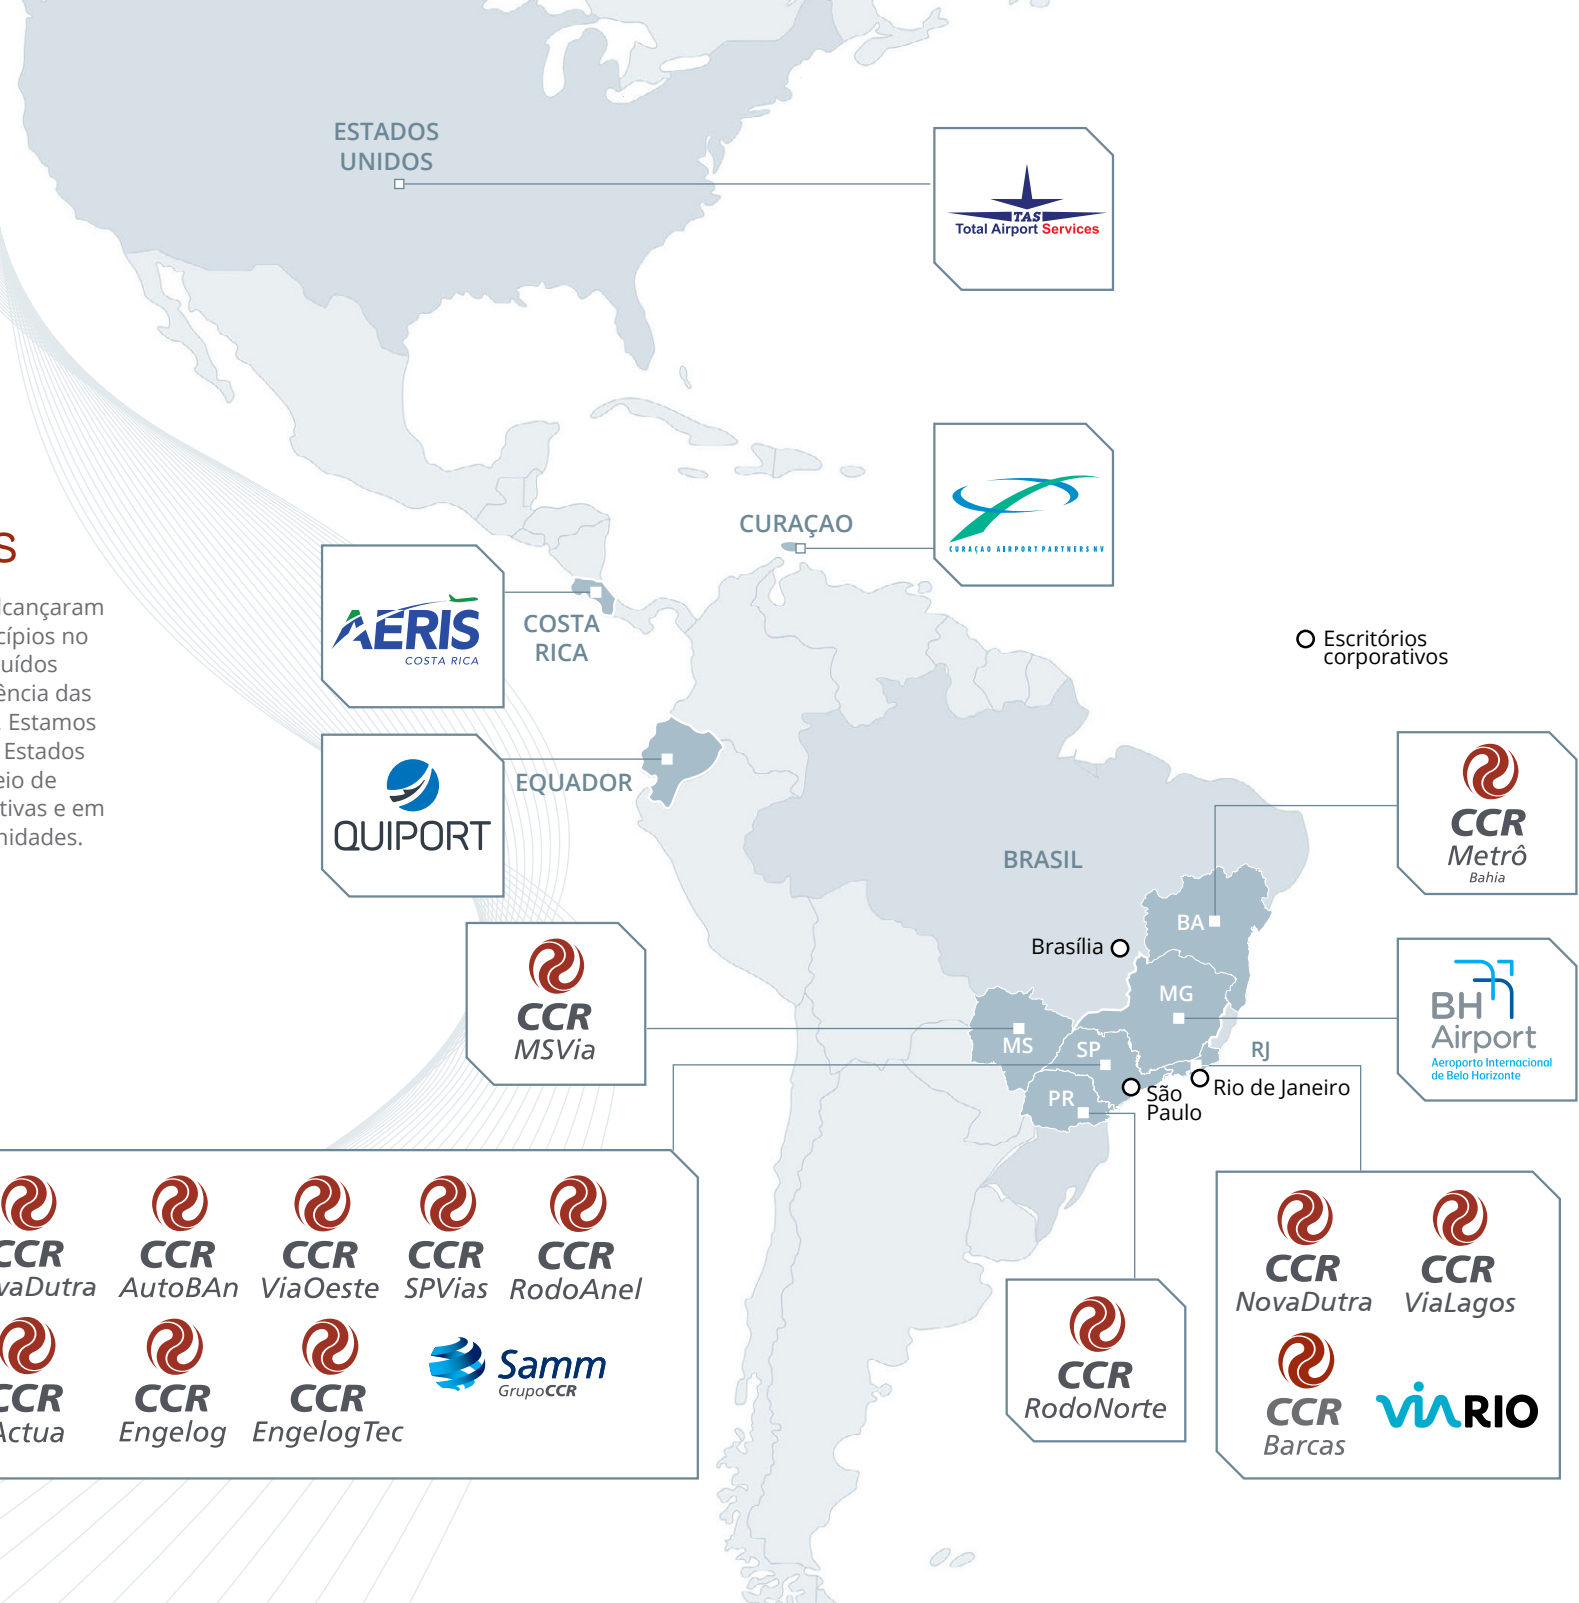 ESTADOS
UNIDOS
TAS
Total Airport Services
CURAÇAO
CURAÇAO AIRPORT PARTNERS NV
S
lcançaram
cípios no
uídos
ência das
. Estamos
Estados
eio de
tivas e em
nidades.
AERIS
COSTA RICA
COSTA
RICA
Escritórios
corporativos
QUIPORT
EQUADOR
BRASIL
CCR
Metrô
Bahia
BA
Brasília
CCR
MSVia
MG
BH
Airport
Aeroporto Internacional
de Belo Horizonte
MS
SP
RJ
PR
São
Paulo
Rio de Janeiro
CCR
vaDutra
CCR
AutoBAn
CCR
ViaOeste
CCR
SPVias
CCR
RodoAnel
CCR
Actua
CCR
Engelog
CCR
EngelogTec
Samm
GrupoCCR
CCR
RodoNorte
CCR
NovaDutra
CCR
ViaLagos
CCR
Barcas
VIARIO